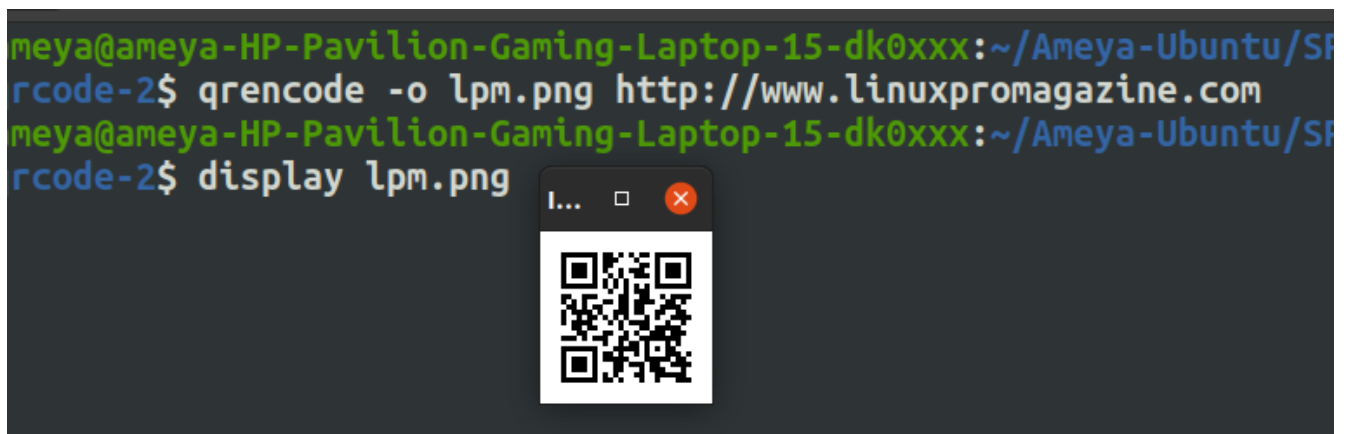 meya@ameya-HP-Pavilion-Gaming-Laptop-15-dk0xxx:~/Ameya-Ubuntu/SP
rcode-2$ qrencode -o lpm.png http://www.linuxpromagazine.com
meya@ameya-HP-Pavilion-Gaming-Laptop-15-dk0xxx:~/Ameya-Ubuntu/SP
rcode-2$ display lpm.png
I...